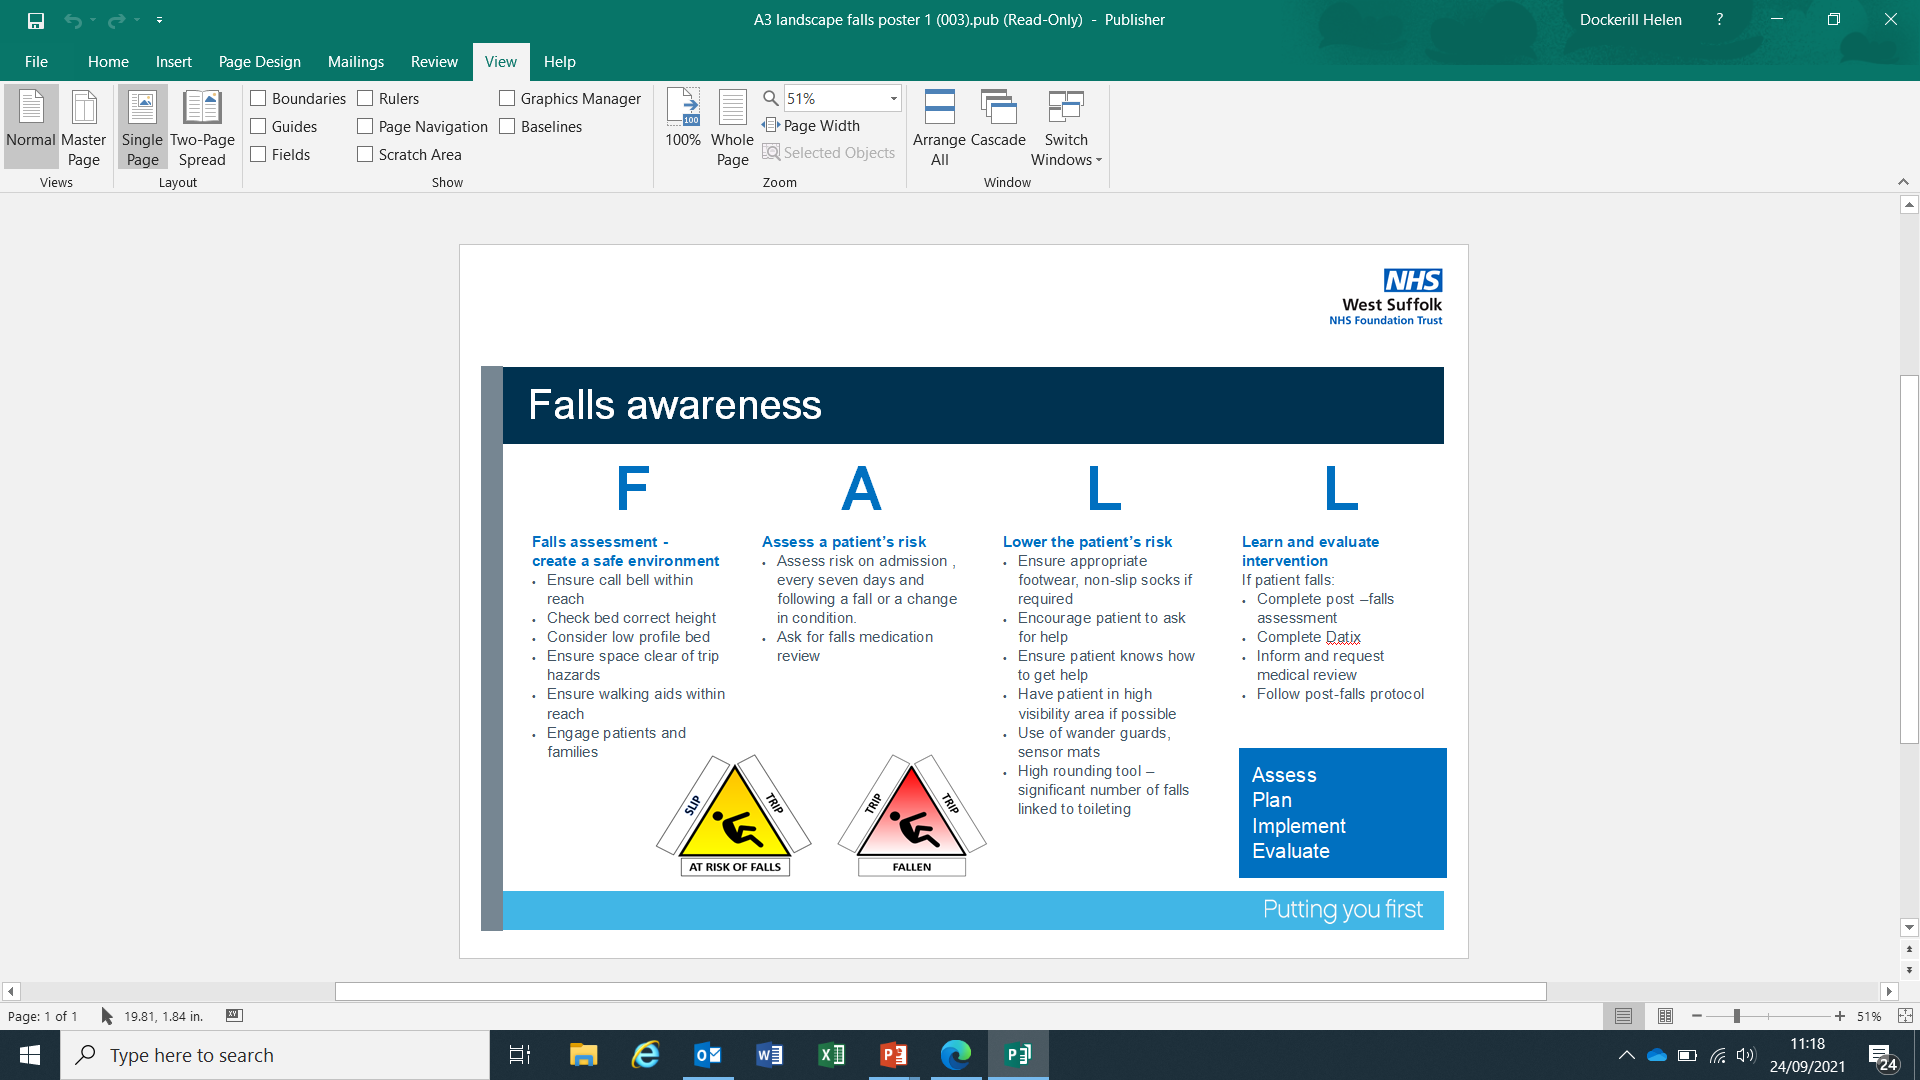 A3 landscape falls poster 1 (003).pub (Read-Only) - Publisher
Dockerill Helen
?
File Home Insert Page Design Mailings Review View Help
Normal
Master Page
Views
Single Page
Two-Page Spread
Layout
Boundaries
Guides
Fields
Rulers
Page Navigation
Scratch Area
Graphics Manager
Baselines
Show
100
100%
Whole Page
51%
Page Width
Selected Objects
Zoom
Arrange All
Cascade
Switch Windows
Window
NHS
West Suffolk
NHS Foundation Trust
Falls awareness
F
Falls assessment -
create a safe environment
• Ensure call bell within
reach
• Check bed correct height
• Consider low profile bed
• Ensure space clear of trip
hazards
• Ensure walking aids within
reach
• Engage patients and
families
A
Assess a patient’s risk
• Assess risk on admission ,
every seven days and
following a fall or a change
in condition.
• Ask for falls medication
review
L
Lower the patient’s risk
• Ensure appropriate
footwear, non-slip socks if
required
• Encourage patient to ask
for help
• Ensure patient knows how
to get help
• Have patient in high
visibility area if possible
• Use of wander guards,
sensor mats
• High rounding tool –
significant number of falls
linked to toileting
L
Learn and evaluate
intervention
If patient falls:
• Complete post –falls
assessment
• Complete Datix
• Inform and request
medical review
• Follow post-falls protocol
SLIP
TRIP
AT RISK OF FALLS
TRIP
TRIP
FALLEN
Assess
Plan
Implement
Evaluate
Putting you first
Page: 1 of 1
19.81, 1.84 in.
51%
Type here to search
11:18
24/09/2021
24